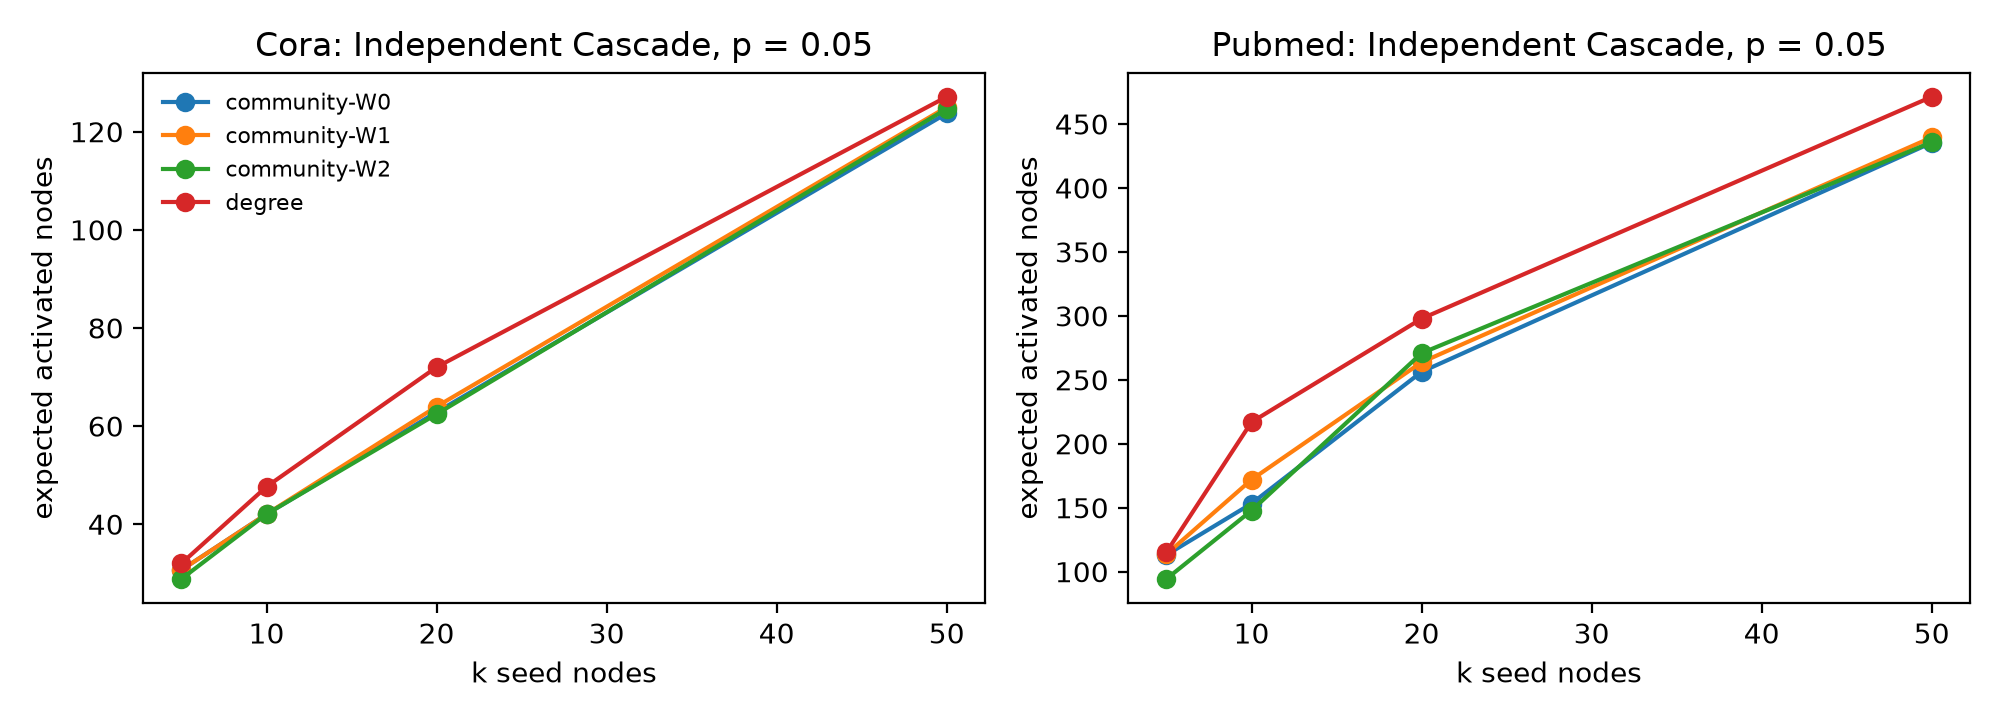 Cora: Independent Cascade, p = 0.05
community-W0
community-W1
community-W2
degree
120
100
80
60
40
expected activated nodes
10 20 30 40 50
k seed nodes
Pubmed: Independent Cascade, p = 0.05
450
400
350
300
250
200
150
100
expected activated nodes
10 20 30 40 50
k seed nodes